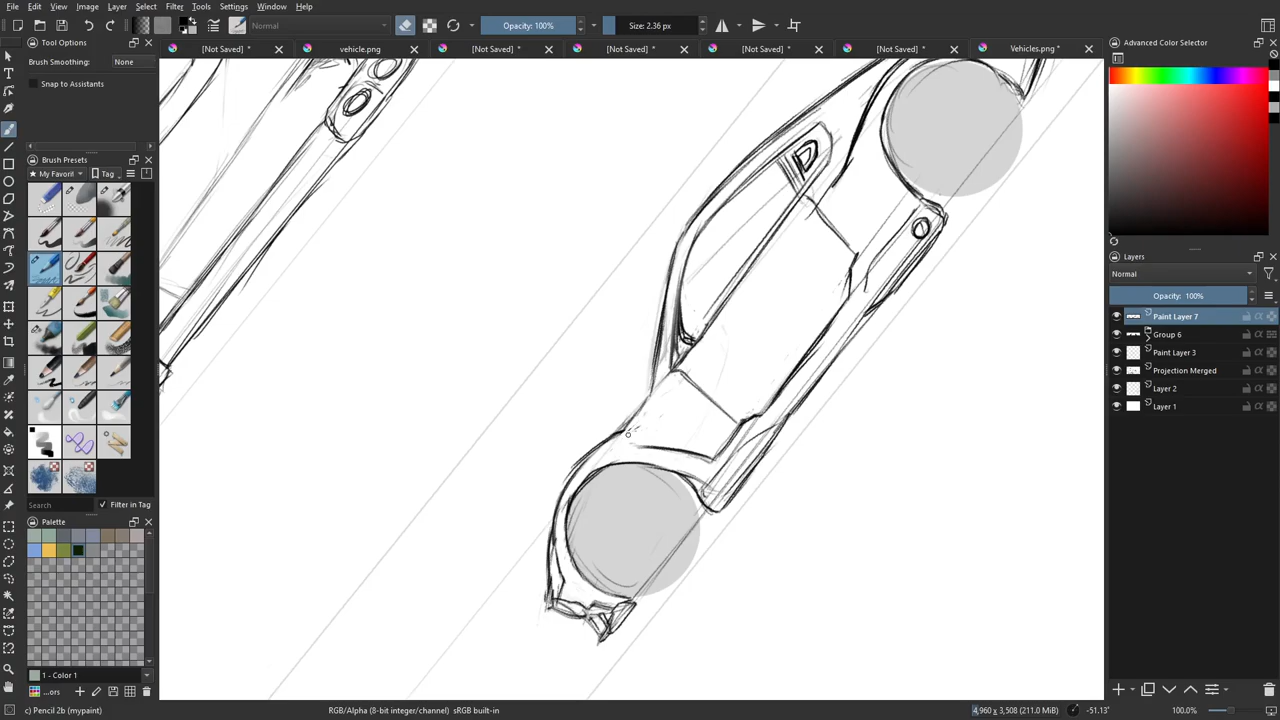 File Edit View Image Layer Select Filter Tools Settings Window Help
Normal Opacity: 100% Size: 2.36 px
[Not Saved] * vehicle.png [Not Saved] * [Not Saved] * [Not Saved] * [Not Saved] * Vehicles.png *
Tool Options
Brush Smoothing: None
Snap to Assistants
Brush Presets
My Favorit Tag
Search Filter in Tag
Palette
1 - Color 1
...ors
Advanced Color Selector
Layers
Normal
Opacity: 100%
Paint Layer 7
Group 6
Paint Layer 3
Projection Merged
Layer 2
Layer 1
c) Pencil 2b (mypaint) RGB/Alpha (8-bit integer/channel) sRGB built-in 4,960 x 3,508 (211.0 MiB) -51.13° 100.0%